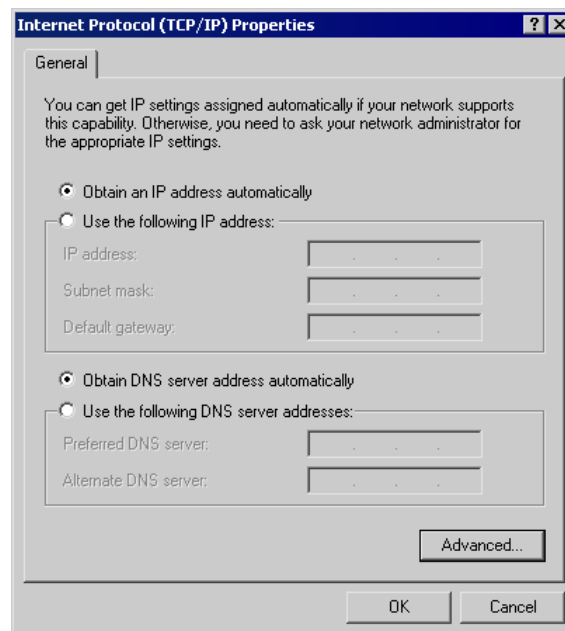 Internet Protocol (TCP/IP) Properties
General
You can get IP settings assigned automatically if your network supports
this capability. Otherwise, you need to ask your network administrator for
the appropriate IP settings.
Obtain an IP address automatically
Use the following IP address:
IP address:
Subnet mask:
Default gateway:
Obtain DNS server address automatically
Use the following DNS server addresses:
Preferred DNS server:
Alternate DNS server:
Advanced...
OK Cancel